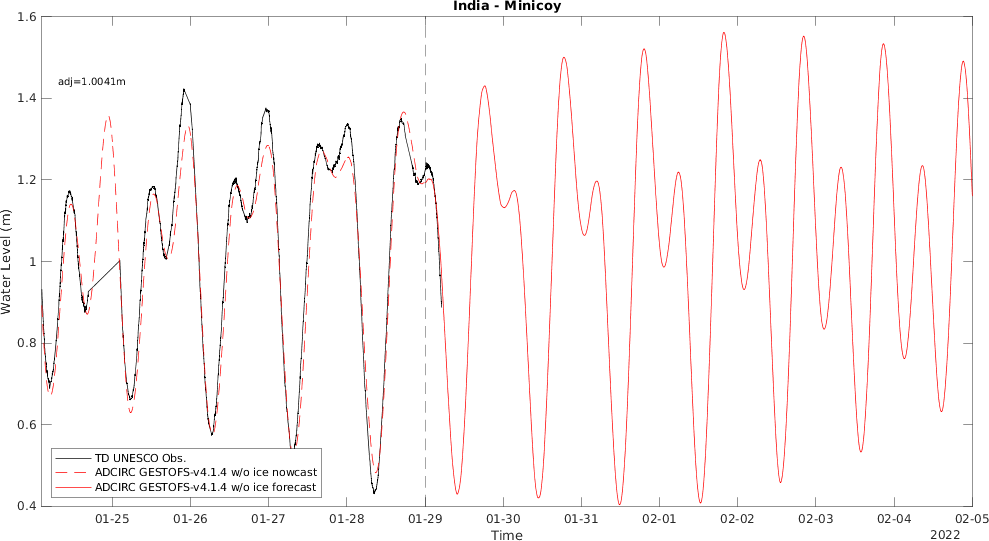 India - Minicoy
1.6
1.4
1.2
1
0.8
0.6
0.4
Water Level (m)
adj=1.0041m
TD UNESCO Obs.
ADCIRC GESTOFS-v4.1.4 w/o ice nowcast
ADCIRC GESTOFS-v4.1.4 w/o ice forecast
01-25 01-26 01-27 01-28 01-29 01-30 01-31 02-01 02-02 02-03 02-04 02-05
Time
2022